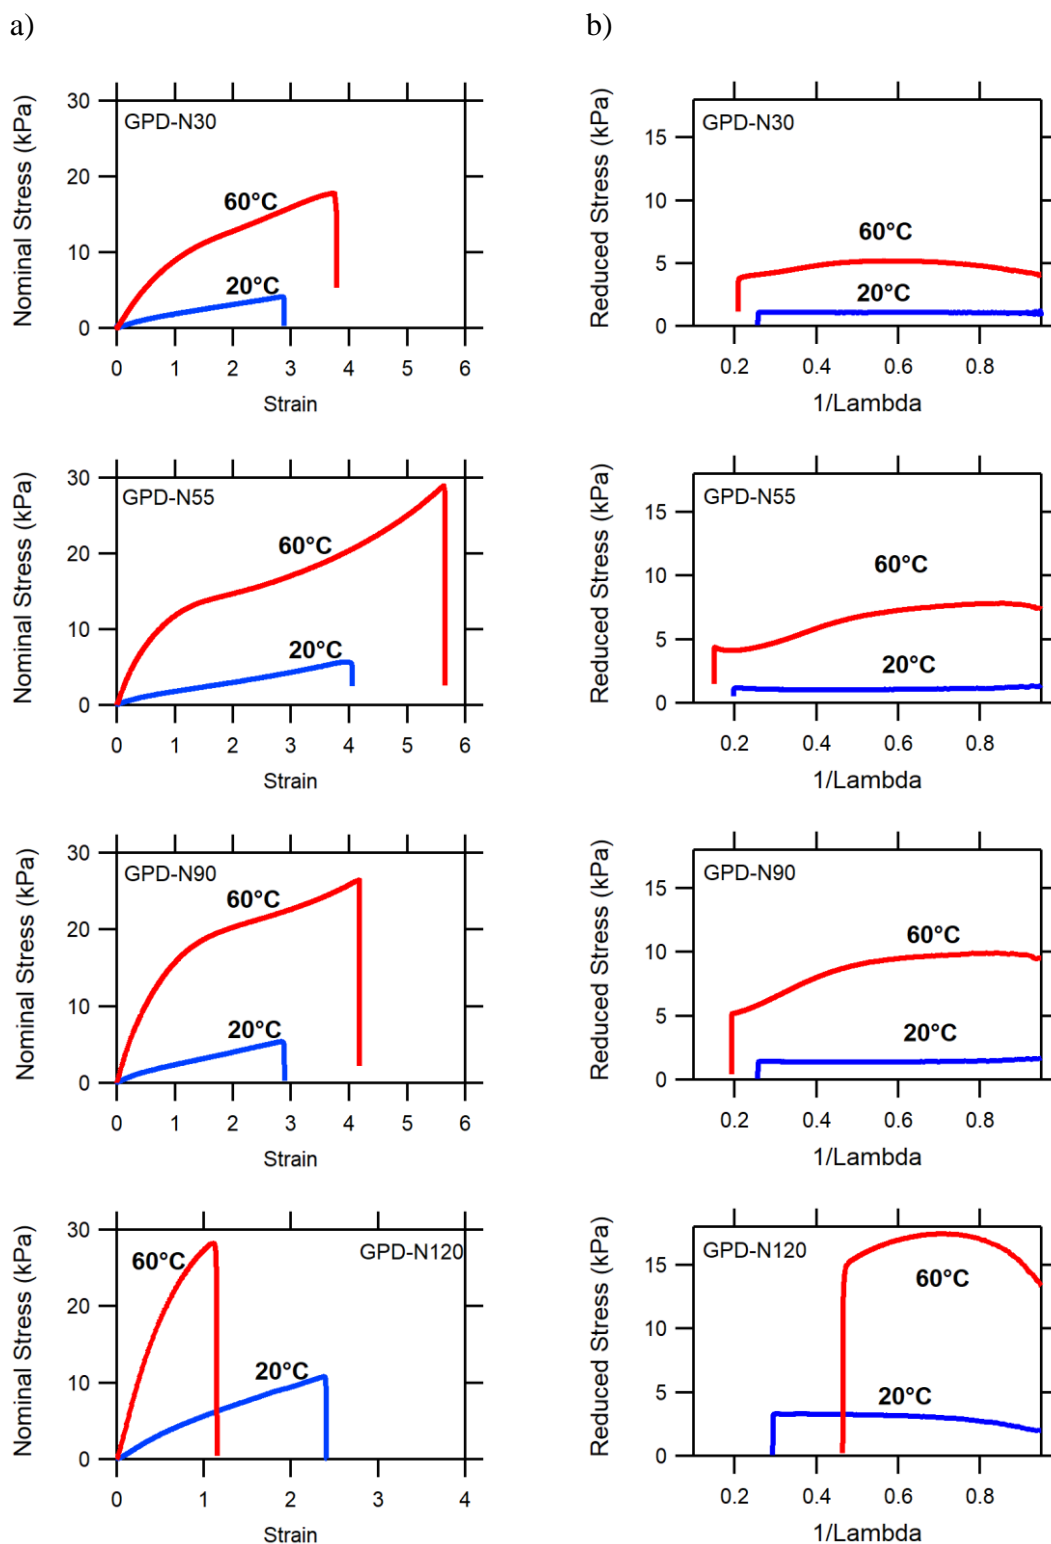 a)
b)
Nominal Stress (kPa)
30
20
10
0
GPD-N30
60°C
20°C
0 1 2 3 4 5 6
Strain
Reduced Stress (kPa)
15
10
5
0
GPD-N30
60°C
20°C
0.2 0.4 0.6 0.8
1/Lambda
Nominal Stress (kPa)
30
20
10
0
GPD-N55
60°C
20°C
0 1 2 3 4 5 6
Strain
Reduced Stress (kPa)
15
10
5
0
GPD-N55
60°C
20°C
0.2 0.4 0.6 0.8
1/Lambda
Nominal Stress (kPa)
30
20
10
0
GPD-N90
60°C
20°C
0 1 2 3 4 5 6
Strain
Reduced Stress (kPa)
15
10
5
0
GPD-N90
60°C
20°C
0.2 0.4 0.6 0.8
1/Lambda
Nominal Stress (kPa)
30
20
10
0
GPD-N120
60°C
20°C
0 1 2 3 4
Strain
Reduced Stress (kPa)
15
10
5
0
GPD-N120
60°C
20°C
0.2 0.4 0.6 0.8
1/Lambda